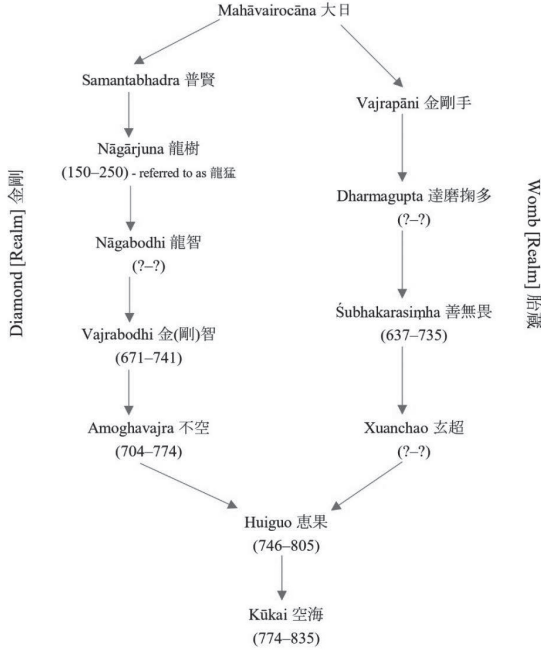 Mahāvairocāna 大日
Samantabhadra 普賢
Vajrapāni 金剛手
Nāgārjuna 龍樹
(150–250) - referred to as 龍猛
Dharmagupta 達磨掬多
(?–?)
Nāgabodhi 龍智
(?–?)
Diamond [Realm] 金剛
Womb [Realm] 胎蔵
Śubhakarasiṃha 善無畏
(637–735)
Vajrabodhi 金(剛)智
(671–741)
Amoghavajra 不空
(704–774)
Xuanchao 玄超
(?–?)
Huiguo 恵果
(746–805)
Kūkai 空海
(774–835)